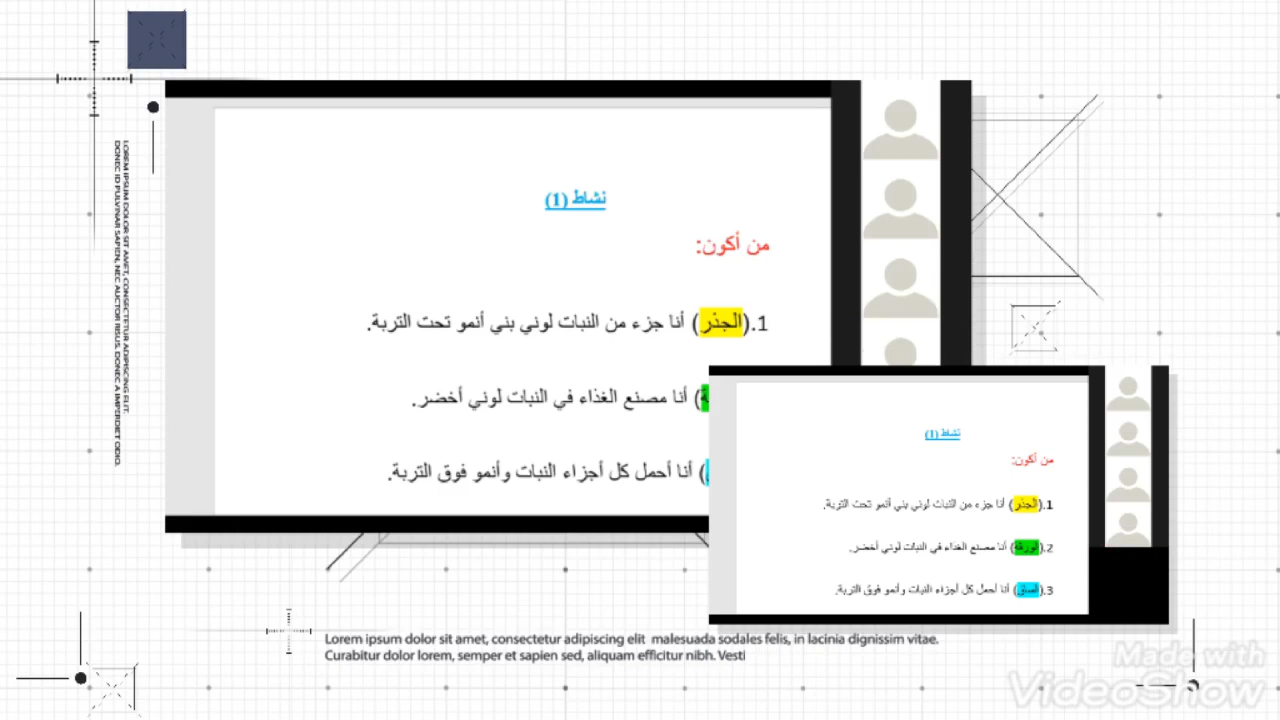 LOREM IPSUM DOLOR SIT AMET, CONSECTETUR ADIPISCING ELIT.
DONEC ID PULVINAR SAPIEN, NEC AUCTOR RISUS. DONEC A IMPERDIET ODIO.
نشاط (1)
من أكون:
1.(الجذر) أنا جزء من النبات لوني بني أنمو تحت التربة.
) أنا مصنع الغذاء في النبات لوني أخضر.
) أنا أحمل كل أجزاء النبات وأنمو فوق التربة.
نشاط (1)
من أكون:
1.(الجذر) أنا جزء من النبات لوني بني أنمو تحت التربة.
2.(الورقة) أنا مصنع الغذاء في النبات لوني أخضر.
3.(الساق) أنا أحمل كل أجزاء النبات وأنمو فوق التربة.
Lorem ipsum dolor sit amet, consectetur adipiscing elit malesuada sodales felis, in lacinia dignissim vitae.
Curabitur dolor lorem, semper et sapien sed, aliquam efficitur nibh. Vesti
Made with
VideoShow